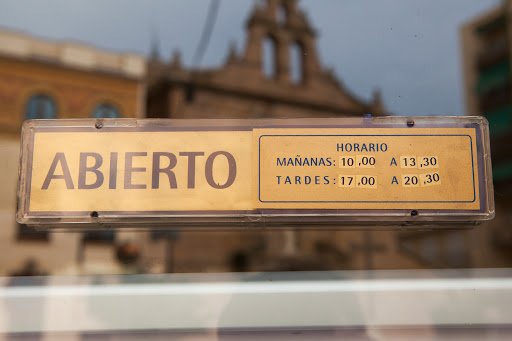 ABIERTO
HORARIO
MAÑANAS: 10,00 A 13,30
TARDES: 17,00 A 20,30